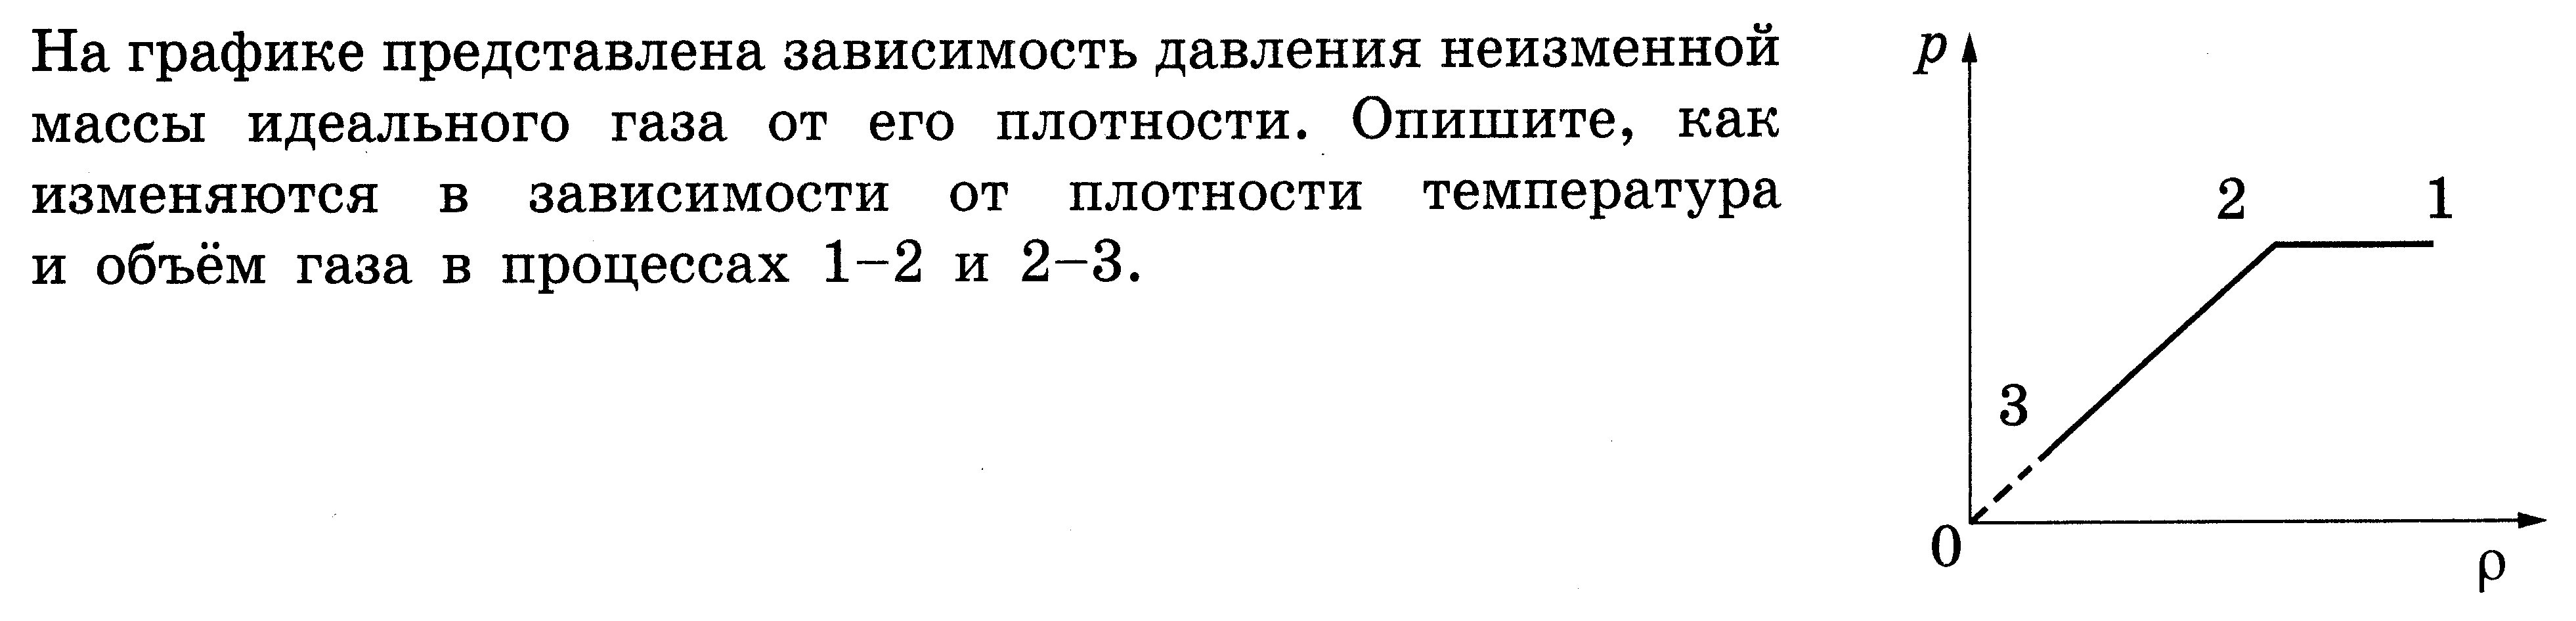 На графике представлена зависимость давления неизменной
массы идеального газа от его плотности. Опишите, как
изменяются в зависимости от плотности температура
и объём газа в процессах 1–2 и 2–3.
p
2 1
3
0
ρ